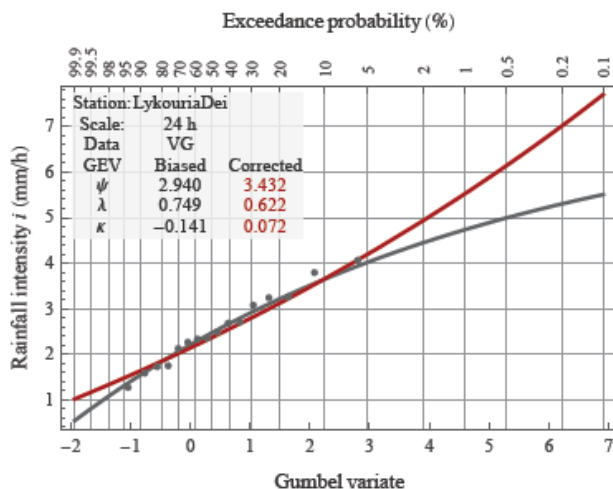 Exceedance probability (%)
99.9 99.5 98 95 90 80 70 60 50 40 30 20 10 5 2 1 0.5 0.2 0.1
Station: LykouriaDei
Scale: 24 h
Data VG
GEV Biased Corrected
ψ 2.940 3.432
λ 0.749 0.622
κ −0.141 0.072
Rainfall intensity i (mm/h)
7
6
5
4
3
2
1
−2 −1 0 1 2 3 4 5 6 7
Gumbel variate